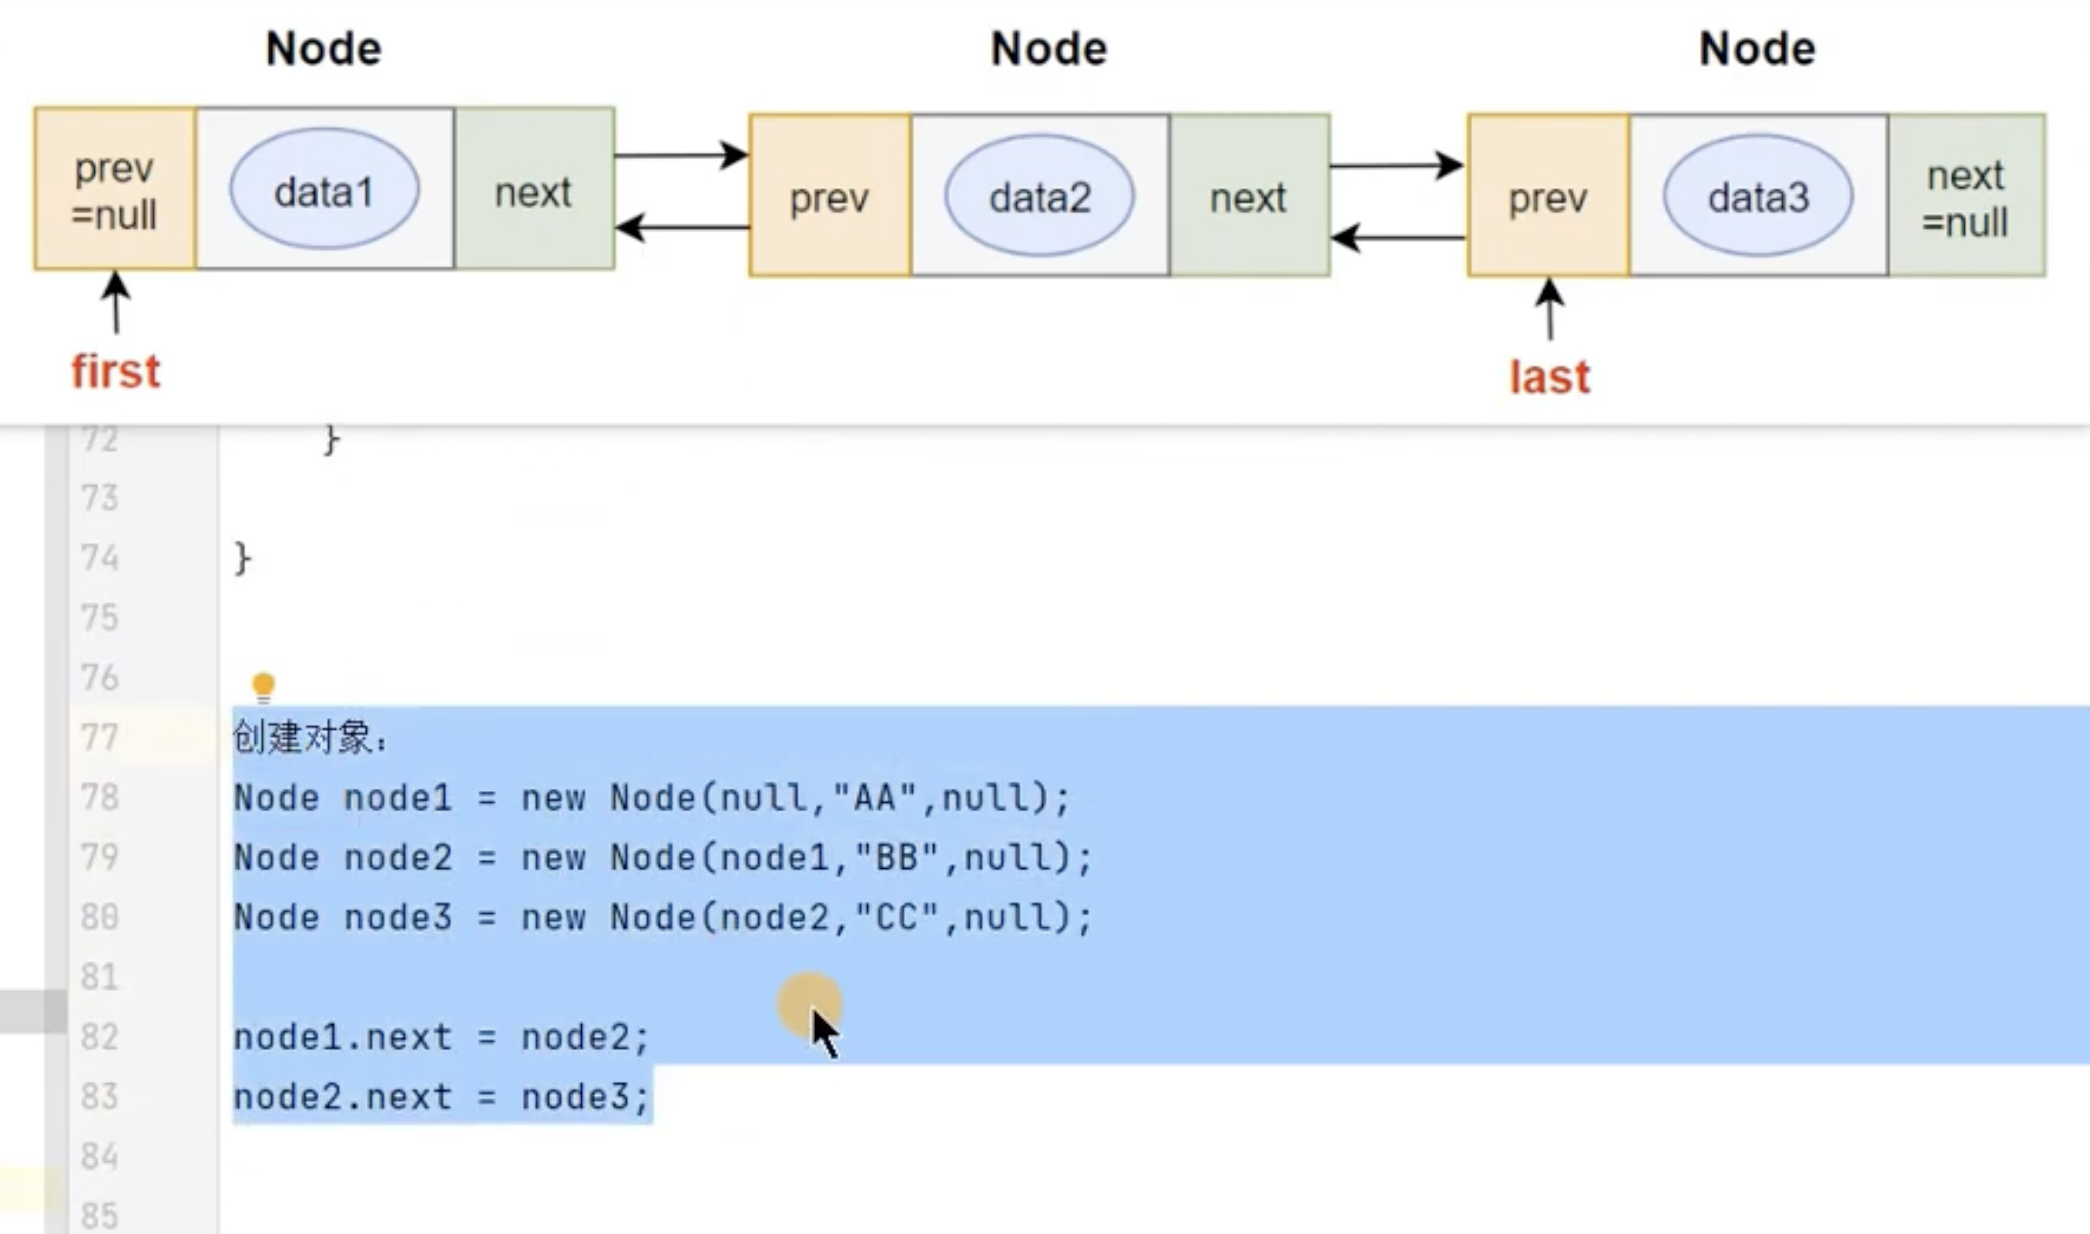 Node Node Node
prev =null data1 next prev data2 next prev data3 next =null
first last
72 }
73
74 }
75
76
77 创建对象：
78 Node node1 = new Node(null,"AA",null);
79 Node node2 = new Node(node1,"BB",null);
80 Node node3 = new Node(node2,"CC",null);
81
82 node1.next = node2;
83 node2.next = node3;
84
85